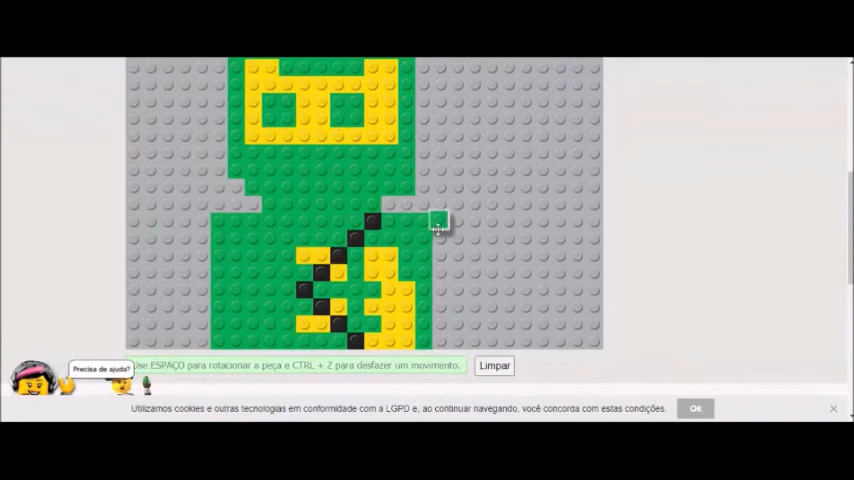 Use ESPAÇO para rotacionar a peça e CTRL + Z para desfazer um movimento.
Limpar
Precisa de ajuda?
Utilizamos cookies e outras tecnologias em conformidade com a LGPD e, ao continuar navegando, você concorda com estas condições.
Ok